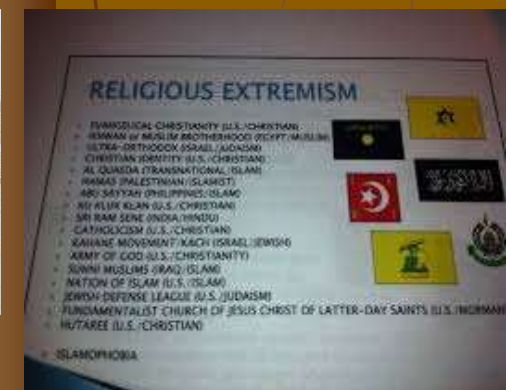 RELIGIOUS EXTREMISM
EVANGELICAL CHRISTIANITY (U.S./CHRISTIAN)
IKHWAN or MUSLIM BROTHERHOOD (EGYPT/MUSLIM)
ULTRA-ORTHODOX (ISRAEL/JUDAISM)
CHRISTIAN IDENTITY (U.S./CHRISTIAN)
AL QUAEDA (TRANSNATIONAL/ISLAM)
HAMAS (PALESTINIAN/ISLAMIST)
ABU SAYYAH (PHILIPPINES/ISLAM)
KU KLUK KLAN (U.S./CHRISTIAN)
SRI RAM SENE (INDIA/HINDU)
CATHOLICISM (U.S./CHRISTIAN)
KAHANE MOVEMENT/KACH (ISRAEL/JEWISH)
ARMY OF GOD (U.S./CHRISTIANITY)
SUNNI MUSLIMS (IRAQ/ISLAM)
NATION OF ISLAM (U.S./ISLAM)
JEWISH DEFENSE LEAGUE (U.S./JUDAISM)
FUNDAMENTALIST CHURCH OF JESUS CHRIST OF LATTER-DAY SAINTS (U.S./MORMAN)
HUTAREE (U.S./CHRISTIAN)
ISLAMOPHOBIA